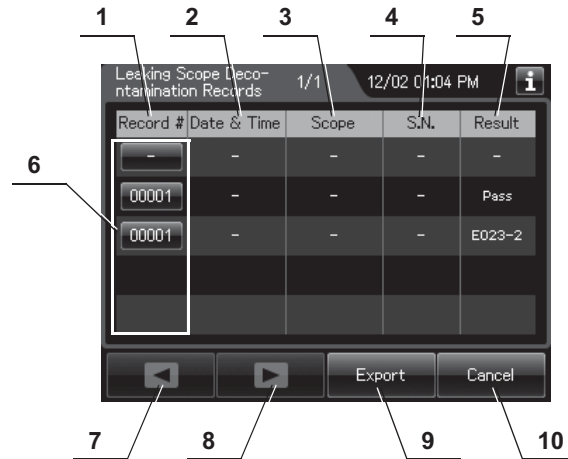 1 2 3 4 5
Leaking Scope Deco-
ntamination Records
1/1 12/02 01:04 PM i
Record # Date & Time Scope S.N. Result
- - - - -
6
00001 - - - Pass
00001 - - - E023-2
Export Cancel
7 8 9 10